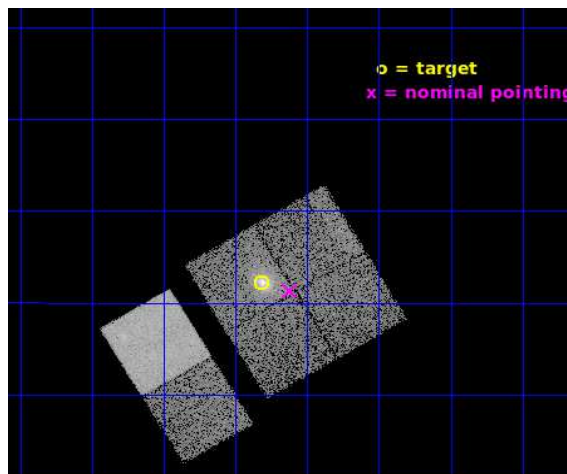 o = target
x = nominal pointing